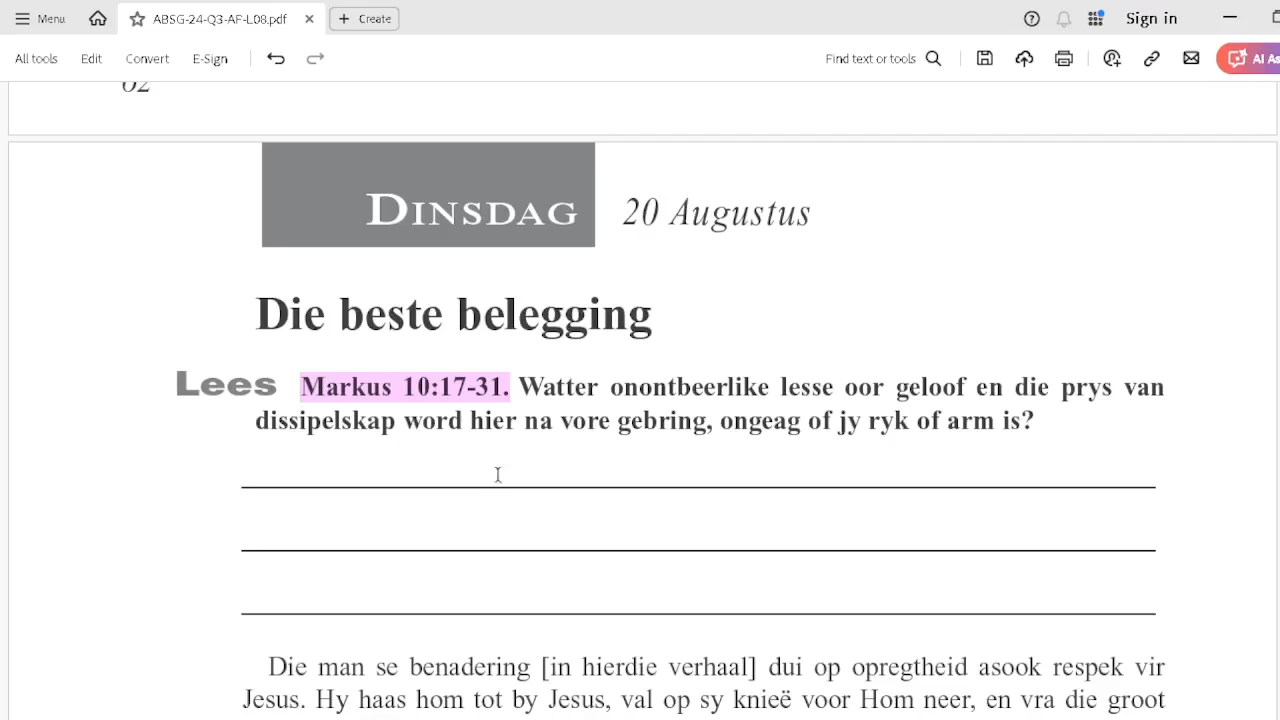 Menu
ABSG-24-Q3-AF-L08.pdf
Create
Sign in
All tools
Edit
Convert
E-Sign
Find text or tools
62
DINSDAG
20 Augustus
Die beste belegging
Lees Markus 10:17-31. Watter onontbeerlike lesse oor geloof en die prys van
dissipelskap word hier na vore gebring, ongeag of jy ryk of arm is?
Die man se benadering [in hierdie verhaal] dui op opregtheid asook respek vir
Jesus. Hy haas hom tot by Jesus, val op sy knieë voor Hom neer, en vra die groot